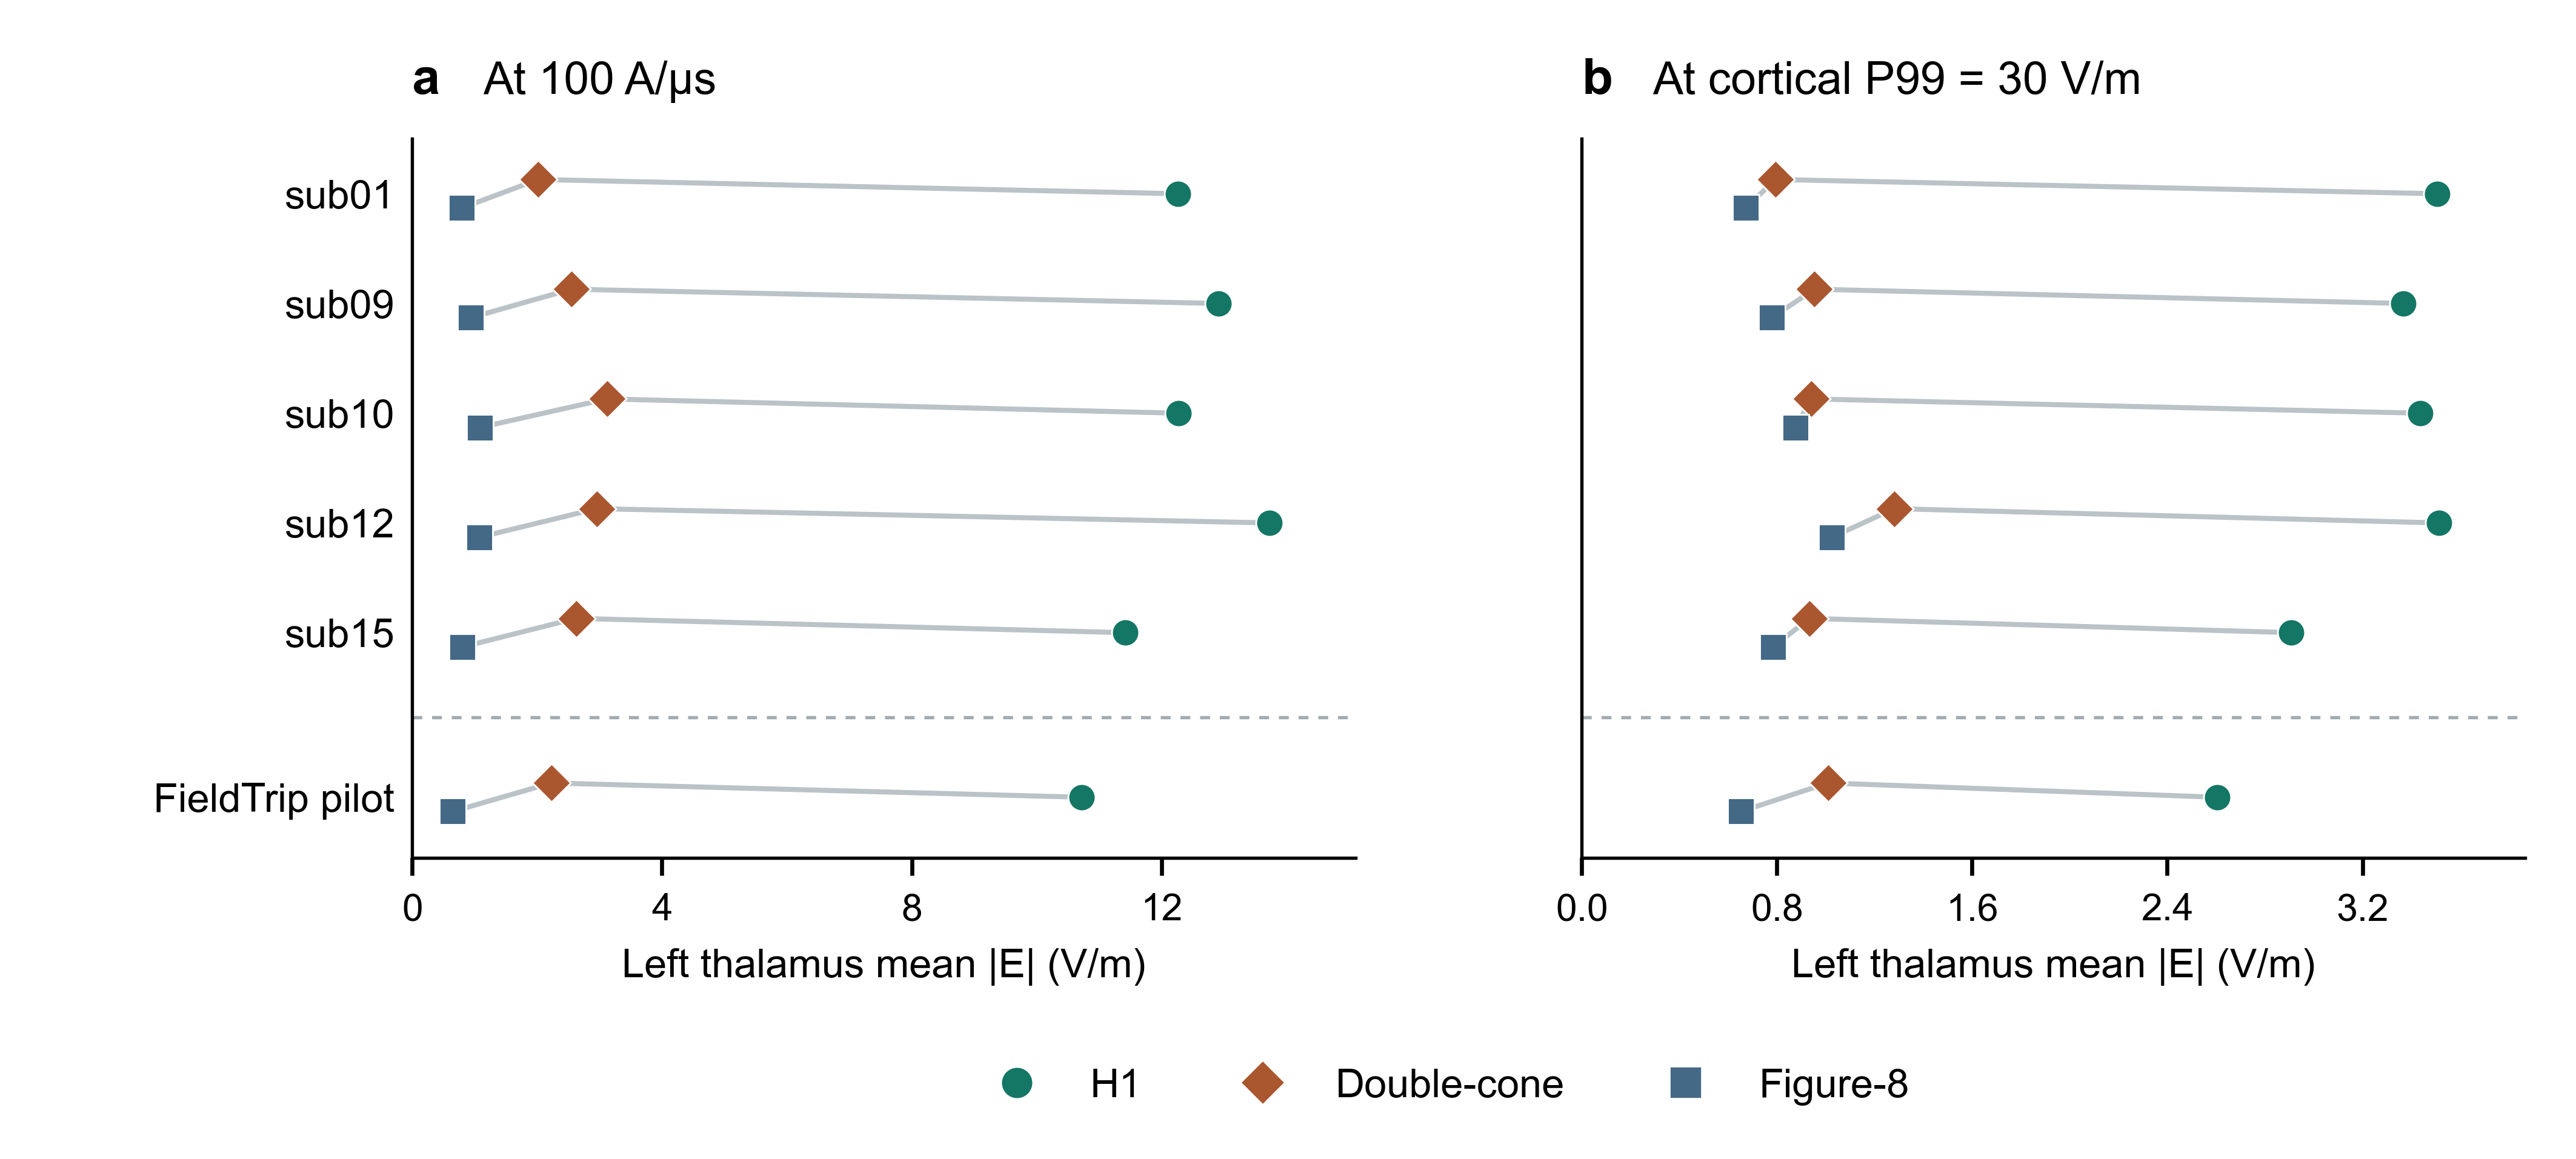 a At 100 A/µs
sub01
sub09
sub10
sub12
sub15
FieldTrip pilot
0 4 8 12
Left thalamus mean |E| (V/m)
b At cortical P99 = 30 V/m
0.0 0.8 1.6 2.4 3.2
Left thalamus mean |E| (V/m)
H1 Double-cone Figure-8